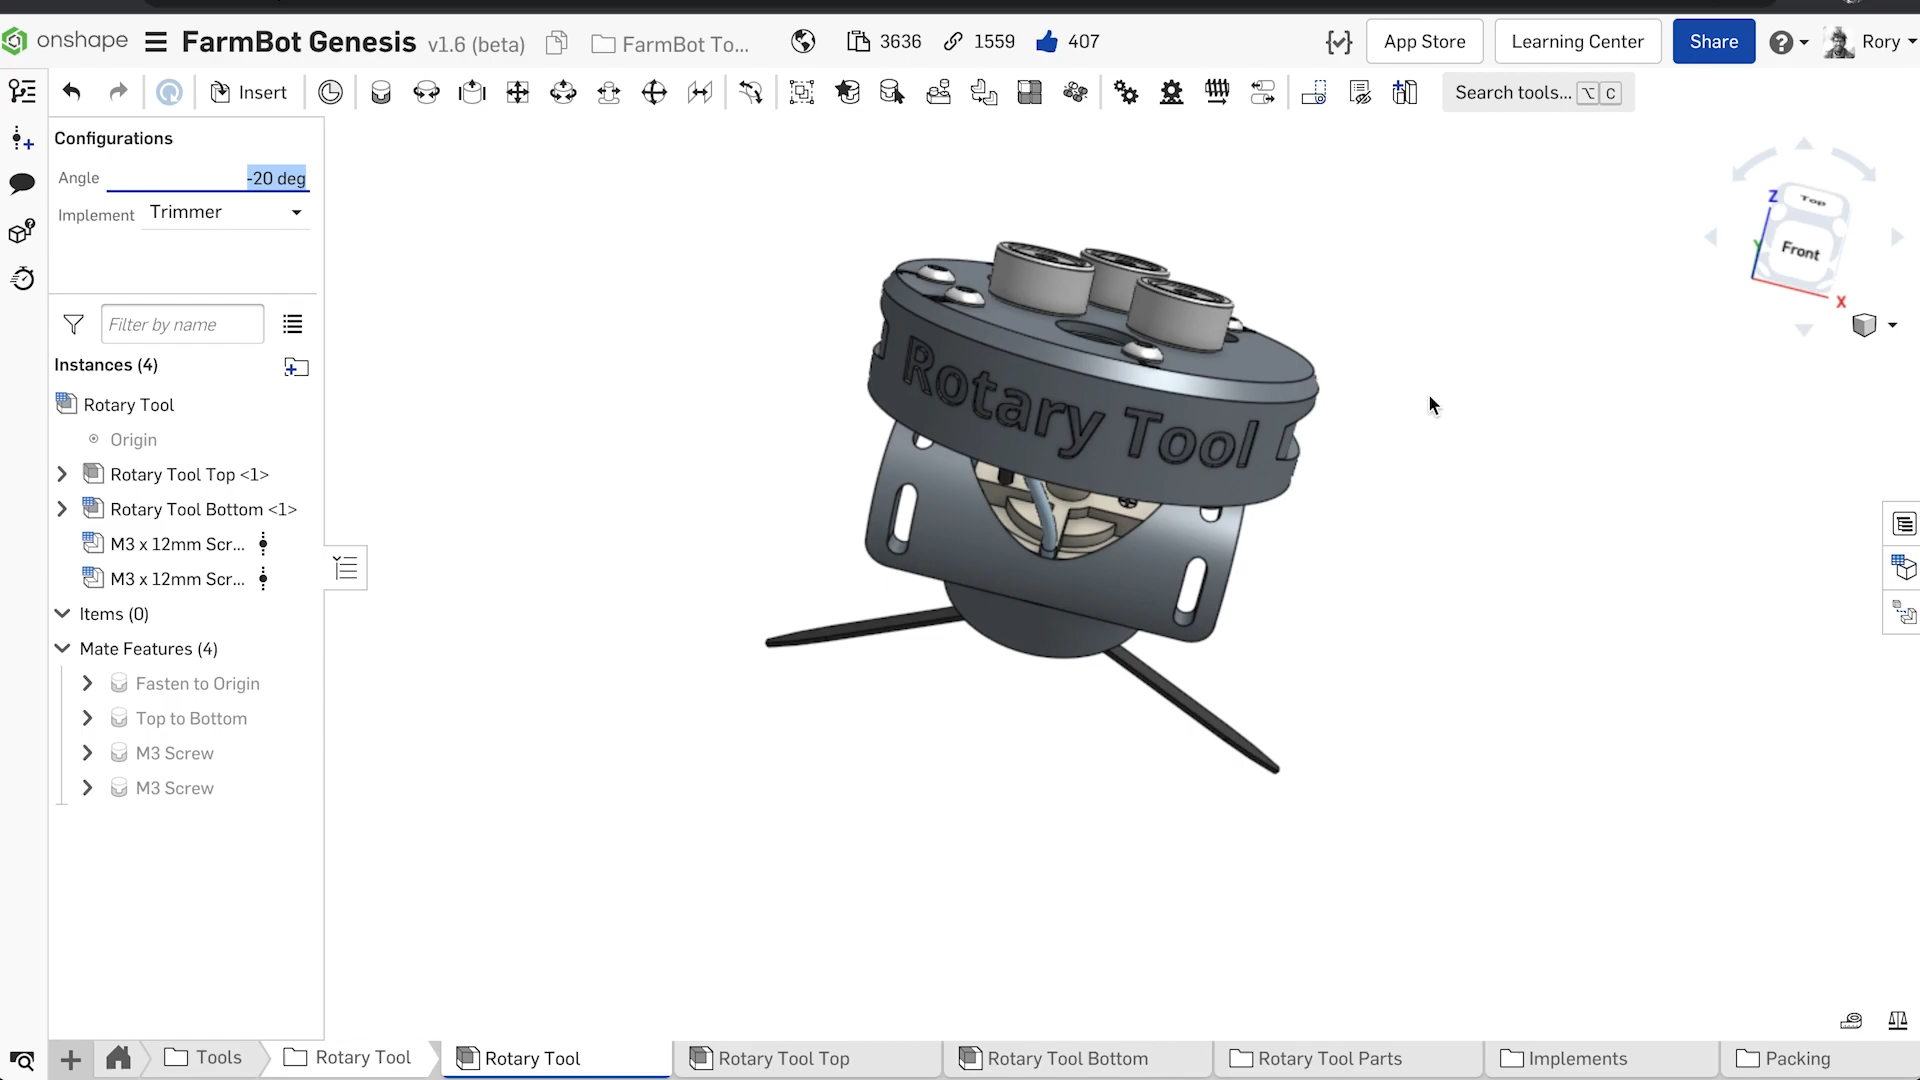 onshape FarmBot Genesis v1.6 (beta) FarmBot To... 3636 1559 407 App Store Learning Center Share Rory
Insert Search tools... ⌥ C
Configurations
Angle -20 deg
Implement Trimmer
Filter by name
Instances (4)
Rotary Tool
Origin
Rotary Tool Top <1>
Rotary Tool Bottom <1>
M3 x 12mm Scr...
M3 x 12mm Scr...
Items (0)
Mate Features (4)
Fasten to Origin
Top to Bottom
M3 Screw
M3 Screw
Rotary Tool
Z
Top
Front
Y
X
Tools Rotary Tool Rotary Tool Rotary Tool Top Rotary Tool Bottom Rotary Tool Parts Implements Packing